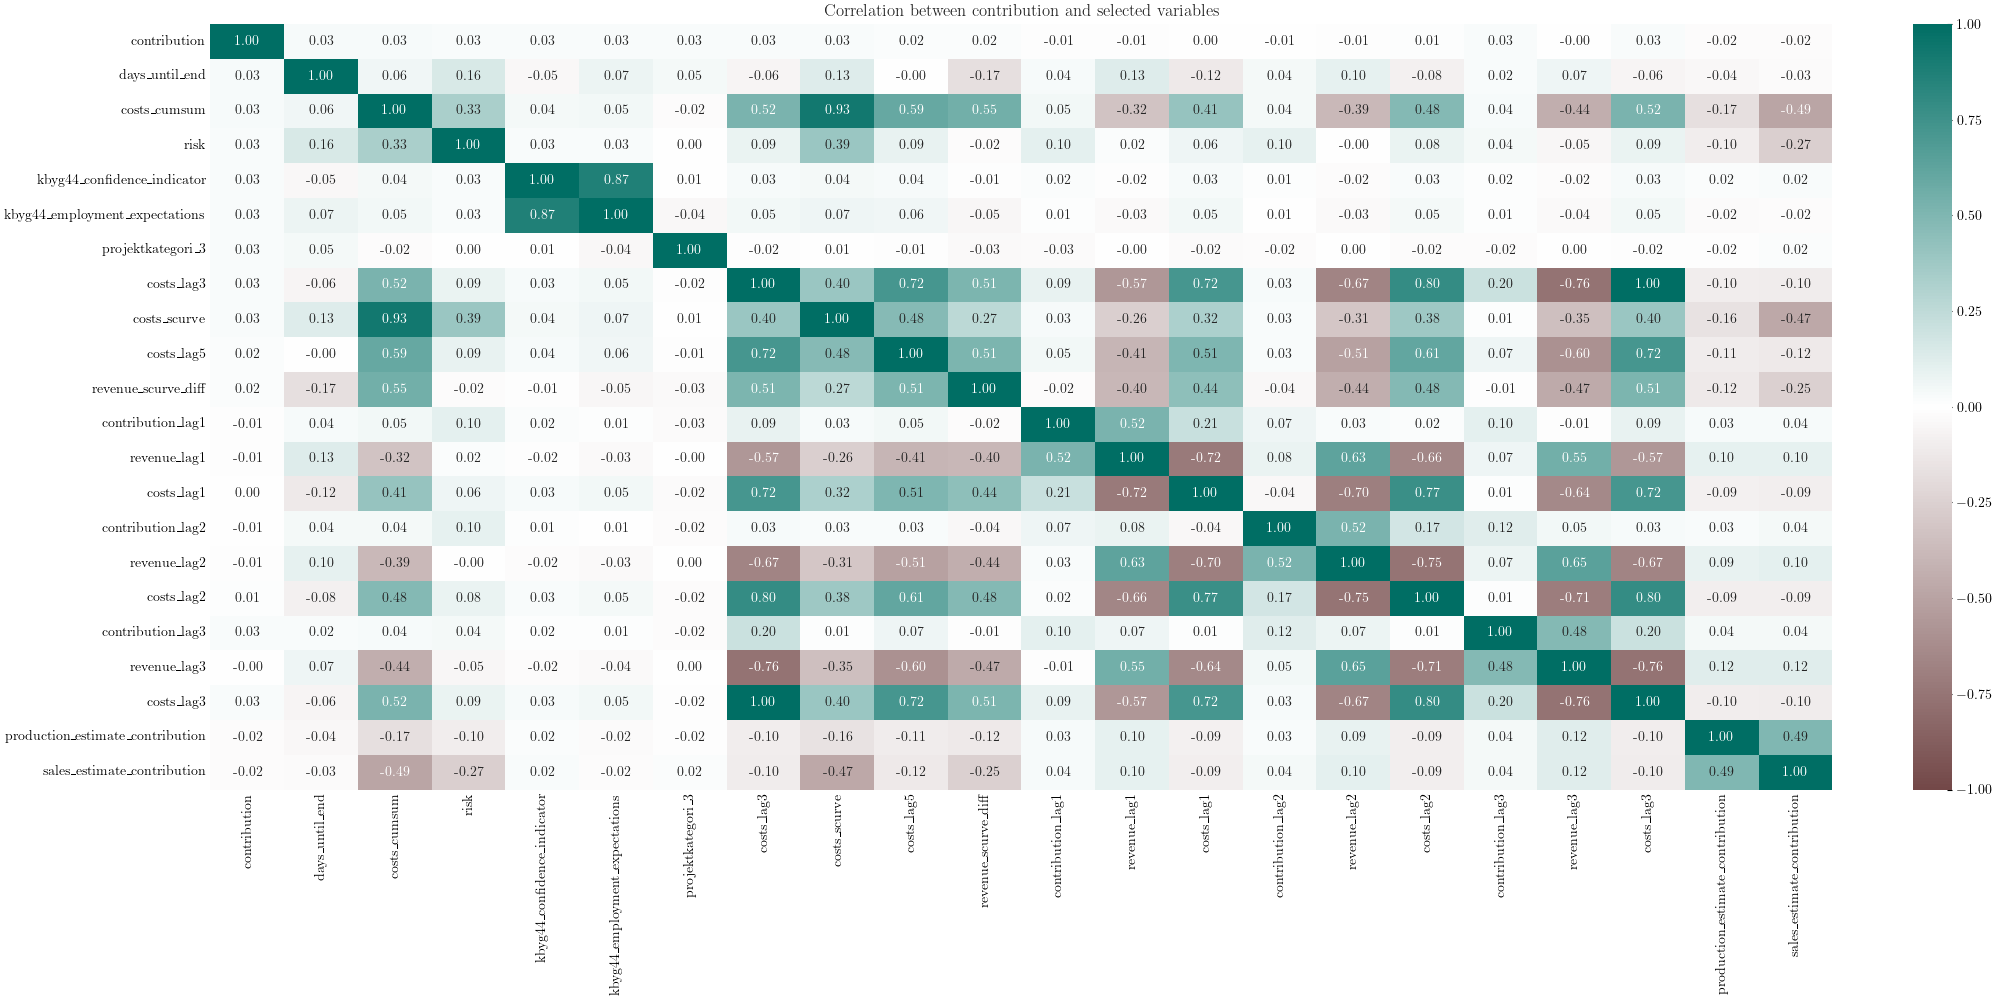 Correlation between contribution and selected variables
contribution 1.00 0.03 0.03 0.03 0.03 0.03 0.03 0.03 0.03 0.02 0.02 -0.01 -0.01 0.00 -0.01 -0.01 0.01 0.03 -0.00 0.03 -0.02 -0.02
days_until_end 0.03 1.00 0.06 0.16 -0.05 0.07 0.05 -0.06 0.13 -0.00 -0.17 0.04 0.13 -0.12 0.04 0.10 -0.08 0.02 0.07 -0.06 -0.04 -0.03
costs_cumsum 0.03 0.06 1.00 0.33 0.04 0.05 -0.02 0.52 0.93 0.59 0.55 0.05 -0.32 0.41 0.04 -0.39 0.48 0.04 -0.44 0.52 -0.17 -0.49
risk 0.03 0.16 0.33 1.00 0.03 0.03 0.00 0.09 0.39 0.09 -0.02 0.10 0.02 0.06 0.10 -0.00 0.08 0.04 -0.05 0.09 -0.10 -0.27
kbyg44_confidence_indicator 0.03 -0.05 0.04 0.03 1.00 0.87 0.01 0.03 0.04 0.04 -0.01 0.02 -0.02 0.03 0.01 -0.02 0.03 0.02 -0.02 0.03 0.02 0.02
kbyg44_employment_expectations 0.03 0.07 0.05 0.03 0.87 1.00 -0.04 0.05 0.07 0.06 -0.05 0.01 -0.03 0.05 0.01 -0.03 0.05 0.01 -0.04 0.05 -0.02 -0.02
projektkategori_3 0.03 0.05 -0.02 0.00 0.01 -0.04 1.00 -0.02 0.01 -0.01 -0.03 -0.03 -0.00 -0.02 -0.02 0.00 -0.02 -0.02 0.00 -0.02 -0.02 0.02
costs_lag3 0.03 -0.06 0.52 0.09 0.03 0.05 -0.02 1.00 0.40 0.72 0.51 0.09 -0.57 0.72 0.03 -0.67 0.80 0.20 -0.76 1.00 -0.10 -0.10
costs_scurve 0.03 0.13 0.93 0.39 0.04 0.07 0.01 0.40 1.00 0.48 0.27 0.03 -0.26 0.32 0.03 -0.31 0.38 0.01 -0.35 0.40 -0.16 -0.47
costs_lag5 0.02 -0.00 0.59 0.09 0.04 0.06 -0.01 0.72 0.48 1.00 0.51 0.05 -0.41 0.51 0.03 -0.51 0.61 0.07 -0.60 0.72 -0.11 -0.12
revenue_scurve_diff 0.02 -0.17 0.55 -0.02 -0.01 -0.05 -0.03 0.51 0.27 0.51 1.00 -0.02 -0.40 0.44 -0.04 -0.44 0.48 -0.01 -0.47 0.51 -0.12 -0.25
contribution_lag1 -0.01 0.04 0.05 0.10 0.02 0.01 -0.03 0.09 0.03 0.05 -0.02 1.00 0.52 0.21 0.07 0.03 0.02 0.10 -0.01 0.09 0.03 0.04
revenue_lag1 -0.01 0.13 -0.32 0.02 -0.02 -0.03 -0.00 -0.57 -0.26 -0.41 -0.40 0.52 1.00 -0.72 0.08 0.63 -0.66 0.07 0.55 -0.57 0.10 0.10
costs_lag1 0.00 -0.12 0.41 0.06 0.03 0.05 -0.02 0.72 0.32 0.51 0.44 0.21 -0.72 1.00 -0.04 -0.70 0.77 0.01 -0.64 0.72 -0.09 -0.09
contribution_lag2 -0.01 0.04 0.04 0.10 0.01 0.01 -0.02 0.03 0.03 0.03 -0.04 0.07 0.08 -0.04 1.00 0.52 0.17 0.12 0.05 0.03 0.03 0.04
revenue_lag2 -0.01 0.10 -0.39 -0.00 -0.02 -0.03 0.00 -0.67 -0.31 -0.51 -0.44 0.03 0.63 -0.70 0.52 1.00 -0.75 0.07 0.65 -0.67 0.09 0.10
costs_lag2 0.01 -0.08 0.48 0.08 0.03 0.05 -0.02 0.80 0.38 0.61 0.48 0.02 -0.66 0.77 0.17 -0.75 1.00 0.01 -0.71 0.80 -0.09 -0.09
contribution_lag3 0.03 0.02 0.04 0.04 0.02 0.01 -0.02 0.20 0.01 0.07 -0.01 0.10 0.07 0.01 0.12 0.07 0.01 1.00 0.48 0.20 0.04 0.04
revenue_lag3 -0.00 0.07 -0.44 -0.05 -0.02 -0.04 0.00 -0.76 -0.35 -0.60 -0.47 -0.01 0.55 -0.64 0.05 0.65 -0.71 0.48 1.00 -0.76 0.12 0.12
costs_lag3 0.03 -0.06 0.52 0.09 0.03 0.05 -0.02 1.00 0.40 0.72 0.51 0.09 -0.57 0.72 0.03 -0.67 0.80 0.20 -0.76 1.00 -0.10 -0.10
production_estimate_contribution -0.02 -0.04 -0.17 -0.10 0.02 -0.02 -0.02 -0.10 -0.16 -0.11 -0.12 0.03 0.10 -0.09 0.03 0.09 -0.09 0.04 0.12 -0.10 1.00 0.49
sales_estimate_contribution -0.02 -0.03 -0.49 -0.27 0.02 -0.02 0.02 -0.10 -0.47 -0.12 -0.25 0.04 0.10 -0.09 0.04 0.10 -0.09 0.04 0.12 -0.10 0.49 1.00
contribution
days_until_end
costs_cumsum
risk
kbyg44_confidence_indicator
kbyg44_employment_expectations
projektkategori_3
costs_lag3
costs_scurve
costs_lag5
revenue_scurve_diff
contribution_lag1
revenue_lag1
costs_lag1
contribution_lag2
revenue_lag2
costs_lag2
contribution_lag3
revenue_lag3
costs_lag3
production_estimate_contribution
sales_estimate_contribution
1.00
0.75
0.50
0.25
0.00
−0.25
−0.50
−0.75
−1.00